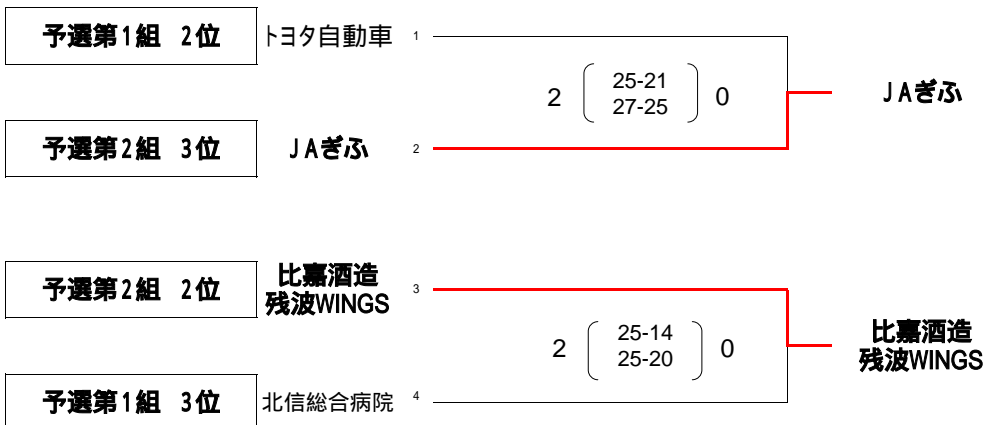 予選第1組 2位 トヨタ自動車 1
2 25-21 0
27-25
JAぎふ
予選第2組 3位 JAぎふ 2
予選第2組 2位 比嘉酒造 3
残波WINGS
2 25-14 0
25-20
比嘉酒造
残波WINGS
予選第1組 3位 北信総合病院 4